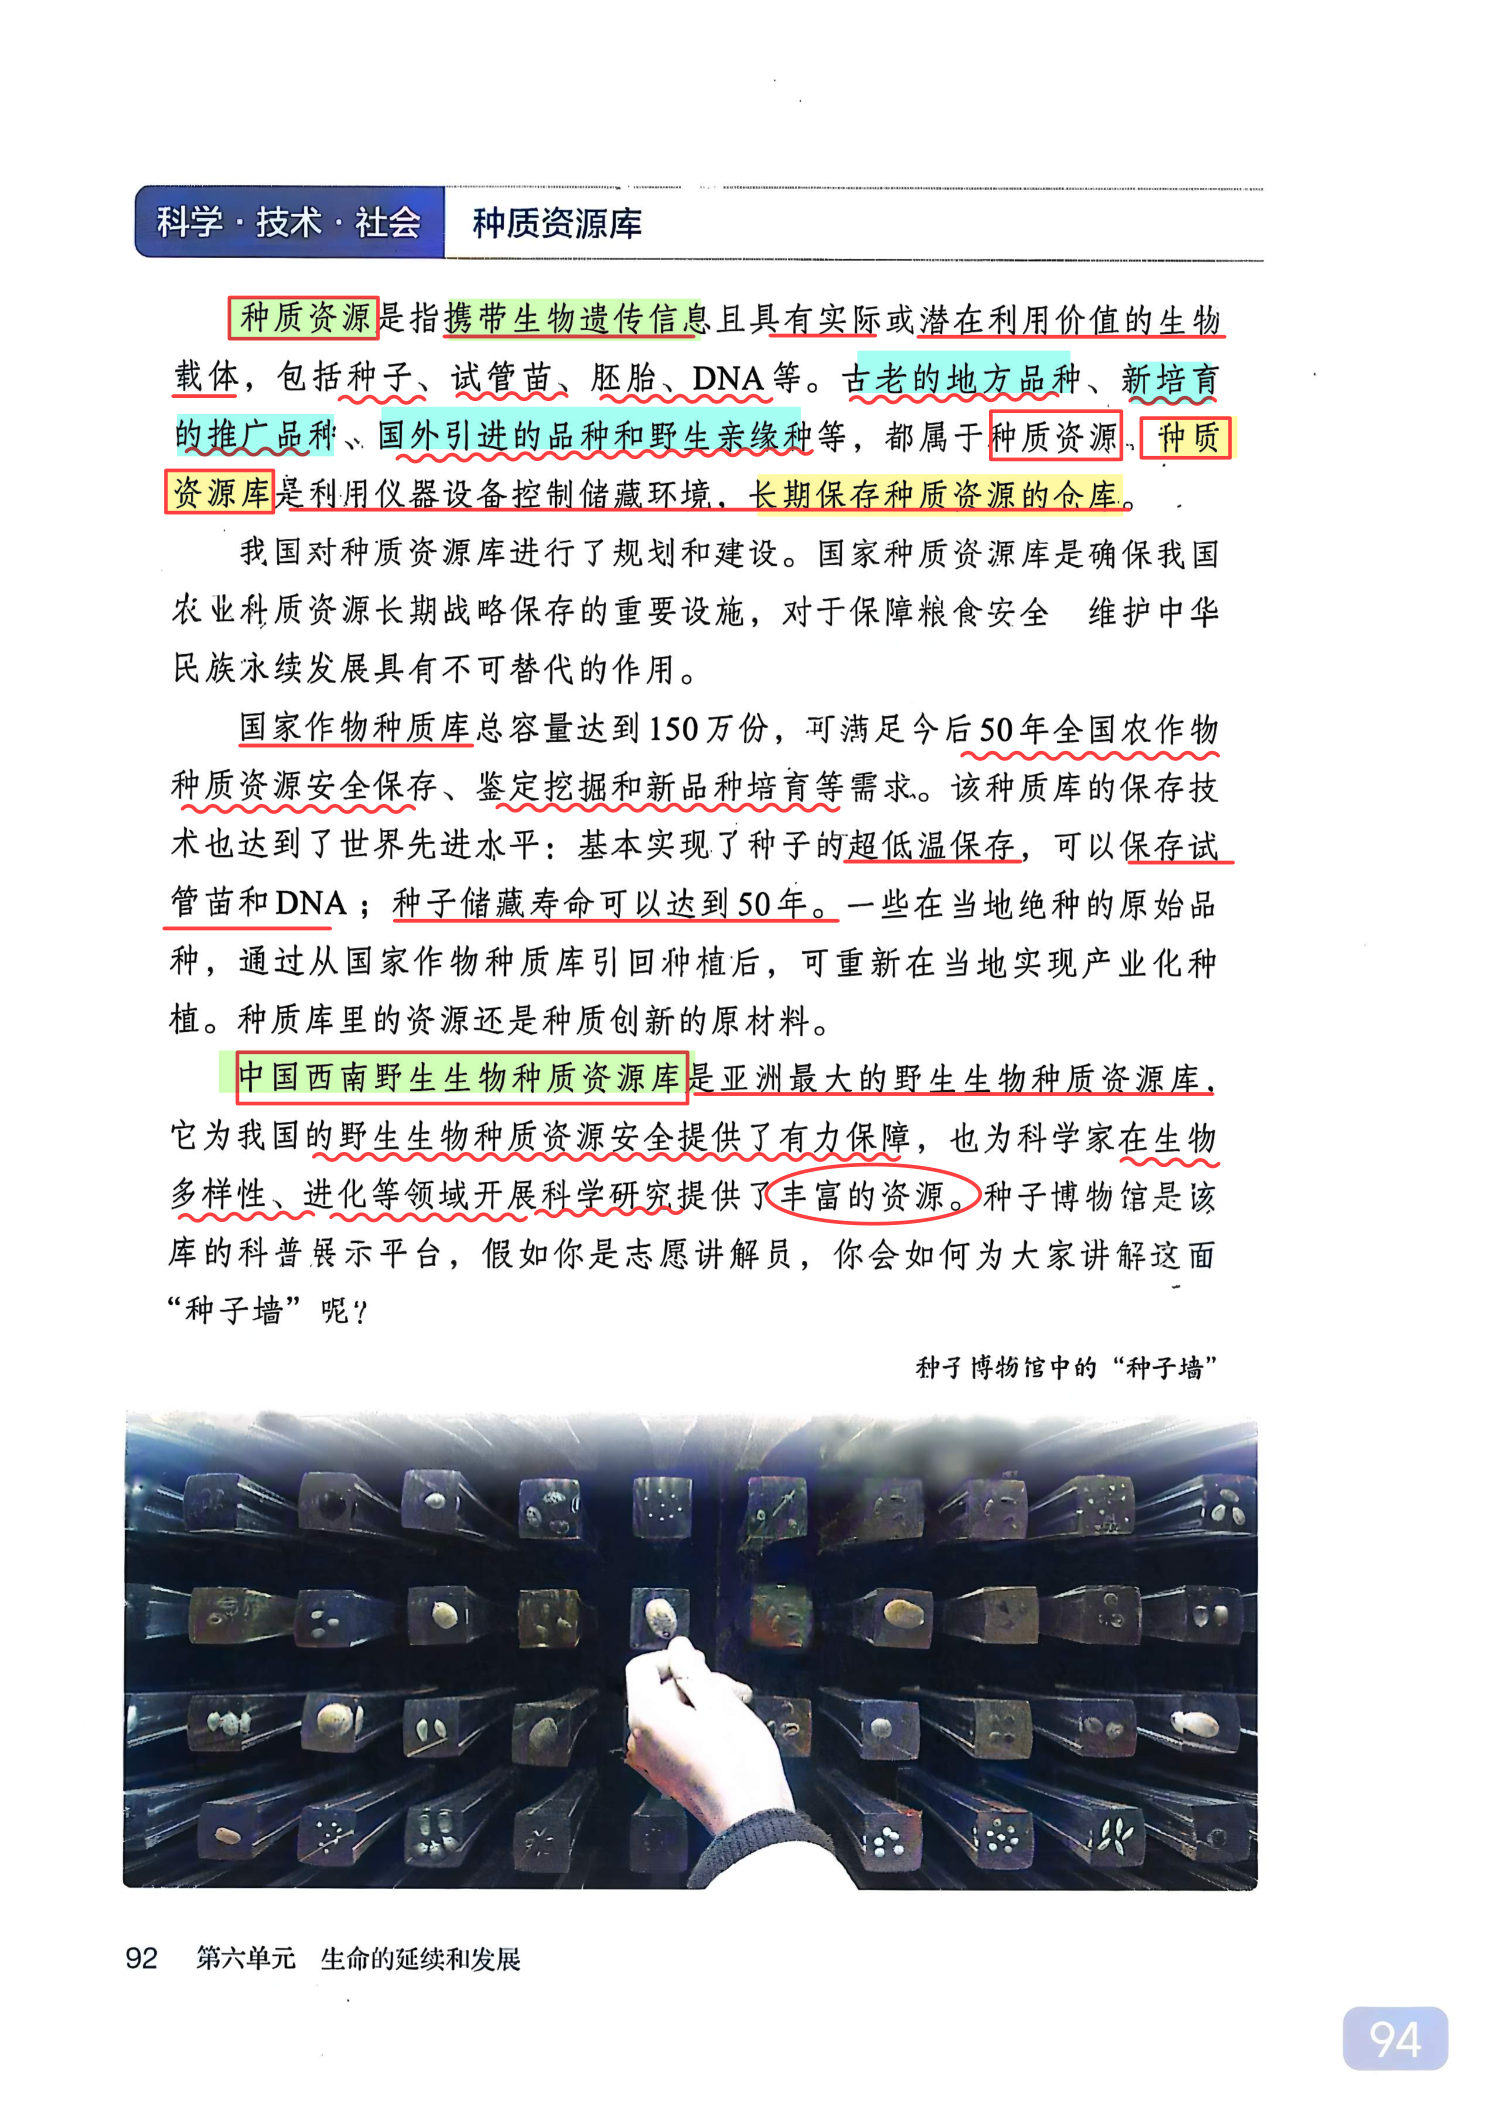 科学·技术·社会 种质资源库
种质资源是指携带生物遗传信息且具有实际或潜在利用价值的生物
载体，包括种子、试管苗、胚胎、DNA等。古老的地方品种、新培育
的推广品种、国外引进的品种和野生亲缘种等，都属于种质资源。种质
资源库是利用仪器设备控制储藏环境，长期保存种质资源的仓库。
我国对种质资源库进行了规划和建设。国家种质资源库是确保我国
农业种质资源长期战略保存的重要设施，对于保障粮食安全 维护中华
民族永续发展具有不可替代的作用。
国家作物种质库总容量达到150万份，可满足今后50年全国农作物
种质资源安全保存、鉴定挖掘和新品种培育等需求。该种质库的保存技
术也达到了世界先进水平：基本实现了种子的超低温保存，可以保存试
管苗和DNA；种子储藏寿命可以达到50年。一些在当地绝种的原始品
种，通过从国家作物种质库引回种植后，可重新在当地实现产业化种
植。种质库里的资源还是种质创新的原材料。
中国西南野生生物种质资源库是亚洲最大的野生生物种质资源库，
它为我国的野生生物种质资源安全提供了有力保障，也为科学家在生物
多样性、进化等领域开展科学研究提供了丰富的资源。种子博物馆是该
库的科普展示平台，假如你是志愿讲解员，你会如何为大家讲解这面
“种子墙”呢？
种子博物馆中的“种子墙”
92 第六单元 生命的延续和发展
94